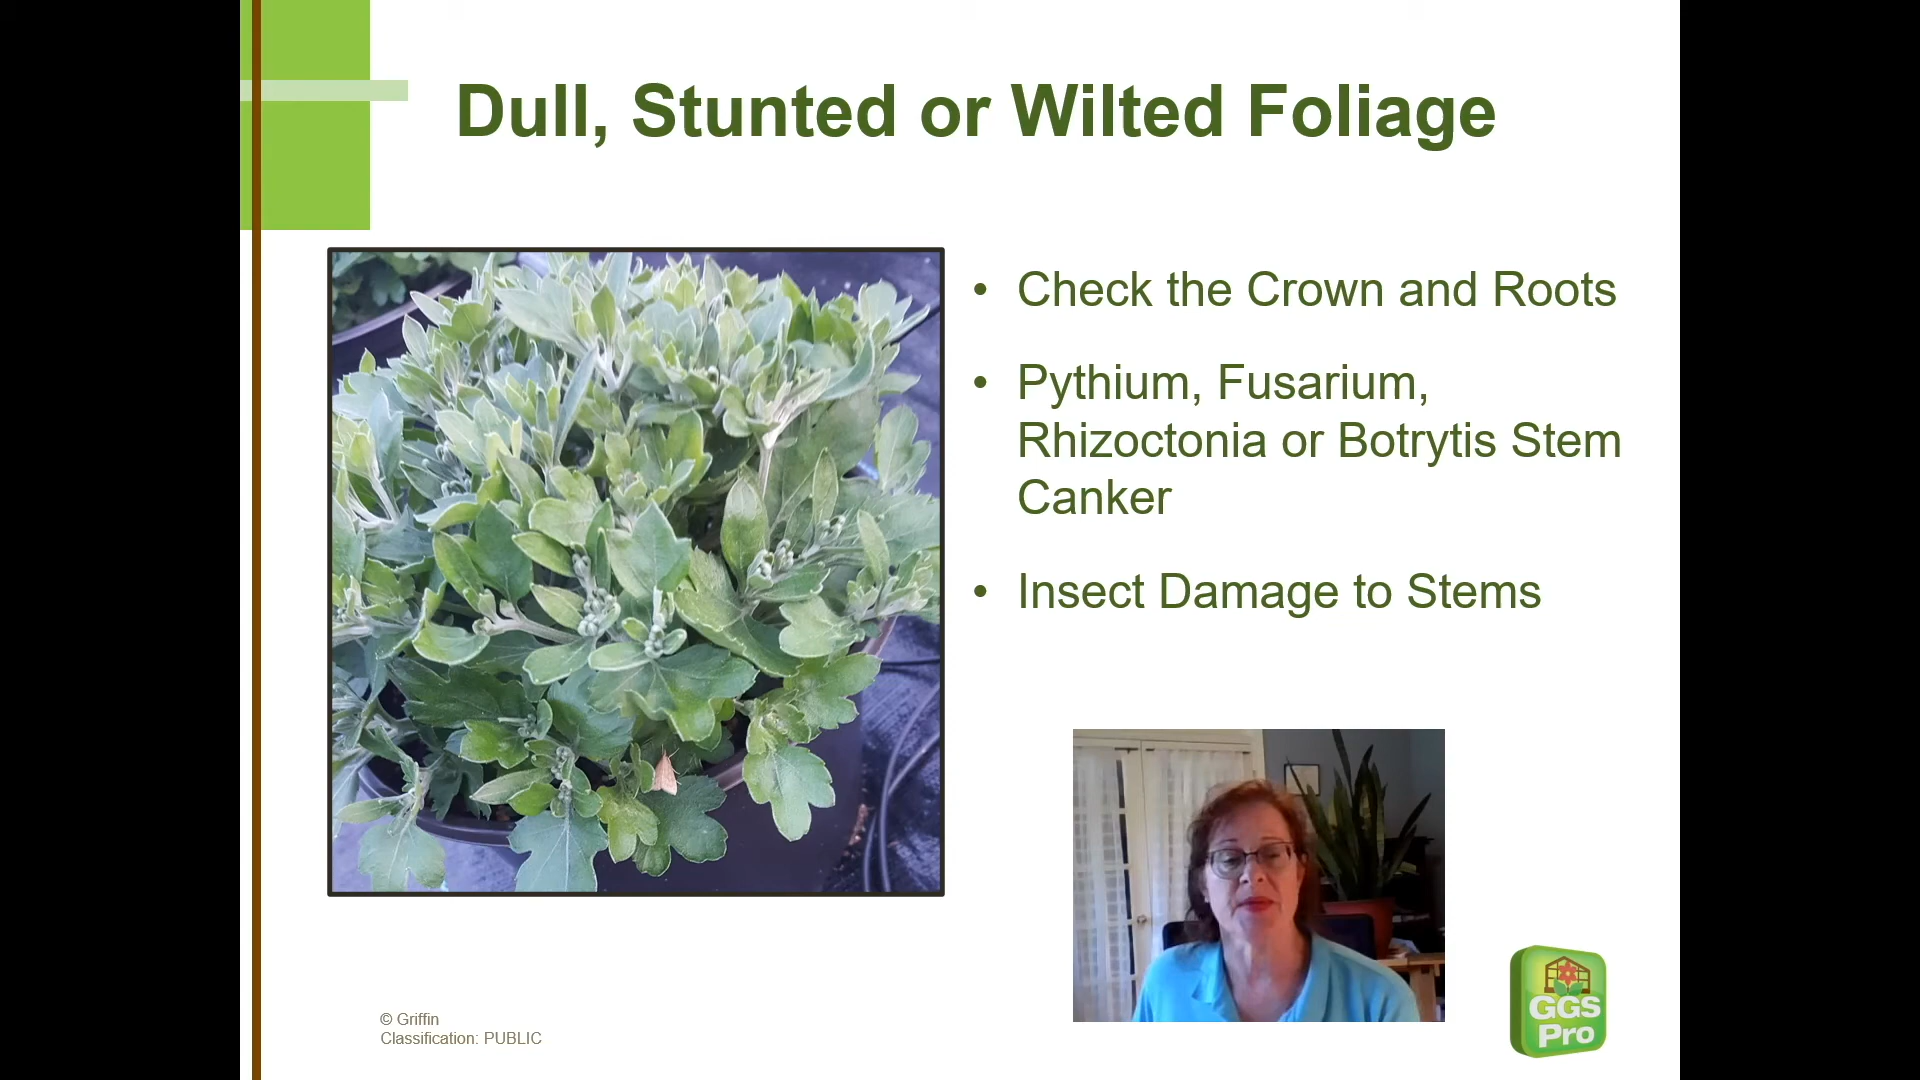 Dull, Stunted or Wilted Foliage
• Check the Crown and Roots
• Pythium, Fusarium,
Rhizoctonia or Botrytis Stem
Canker
• Insect Damage to Stems
© Griffin
Classification: PUBLIC
GGS
Pro